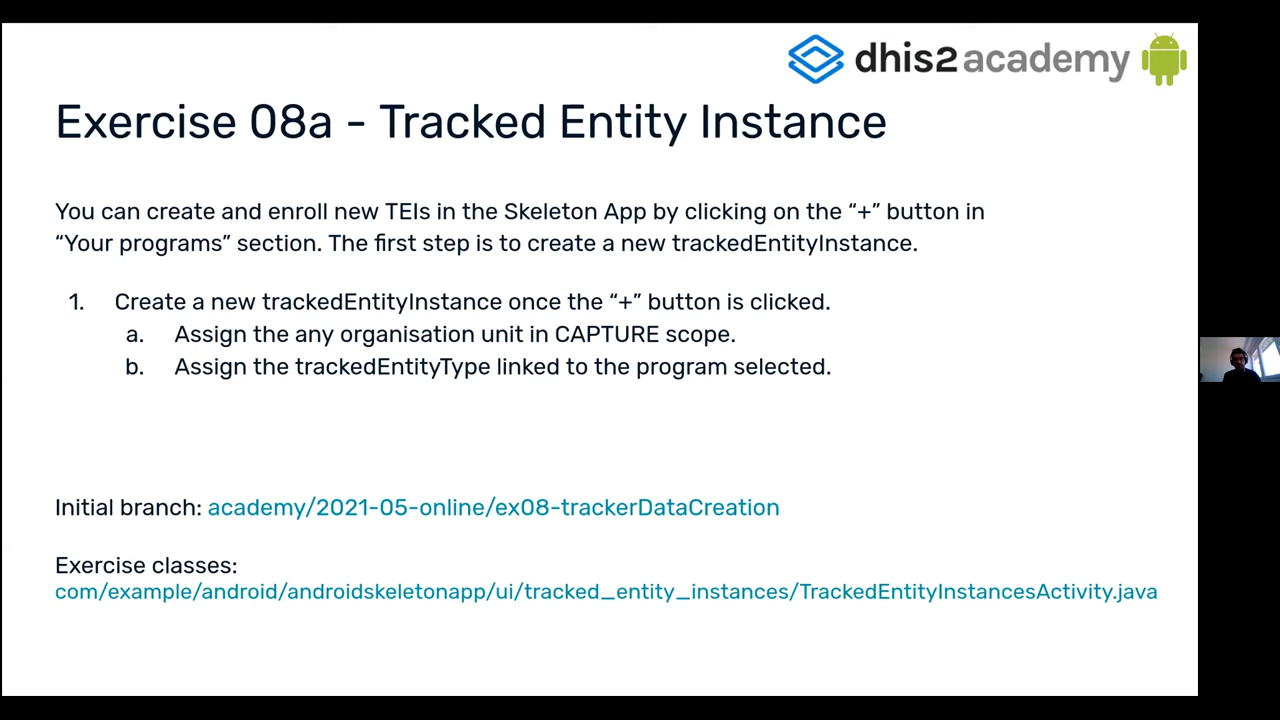 dhis2 academy
Exercise 08a - Tracked Entity Instance
You can create and enroll new TEIs in the Skeleton App by clicking on the “+” button in
“Your programs” section. The first step is to create a new trackedEntityInstance.
1. Create a new trackedEntityInstance once the “+” button is clicked.
a. Assign the any organisation unit in CAPTURE scope.
b. Assign the trackedEntityType linked to the program selected.
Initial branch: academy/2021-05-online/ex08-trackerDataCreation
Exercise classes:
com/example/android/androidskeletonapp/ui/tracked_entity_instances/TrackedEntityInstancesActivity.java